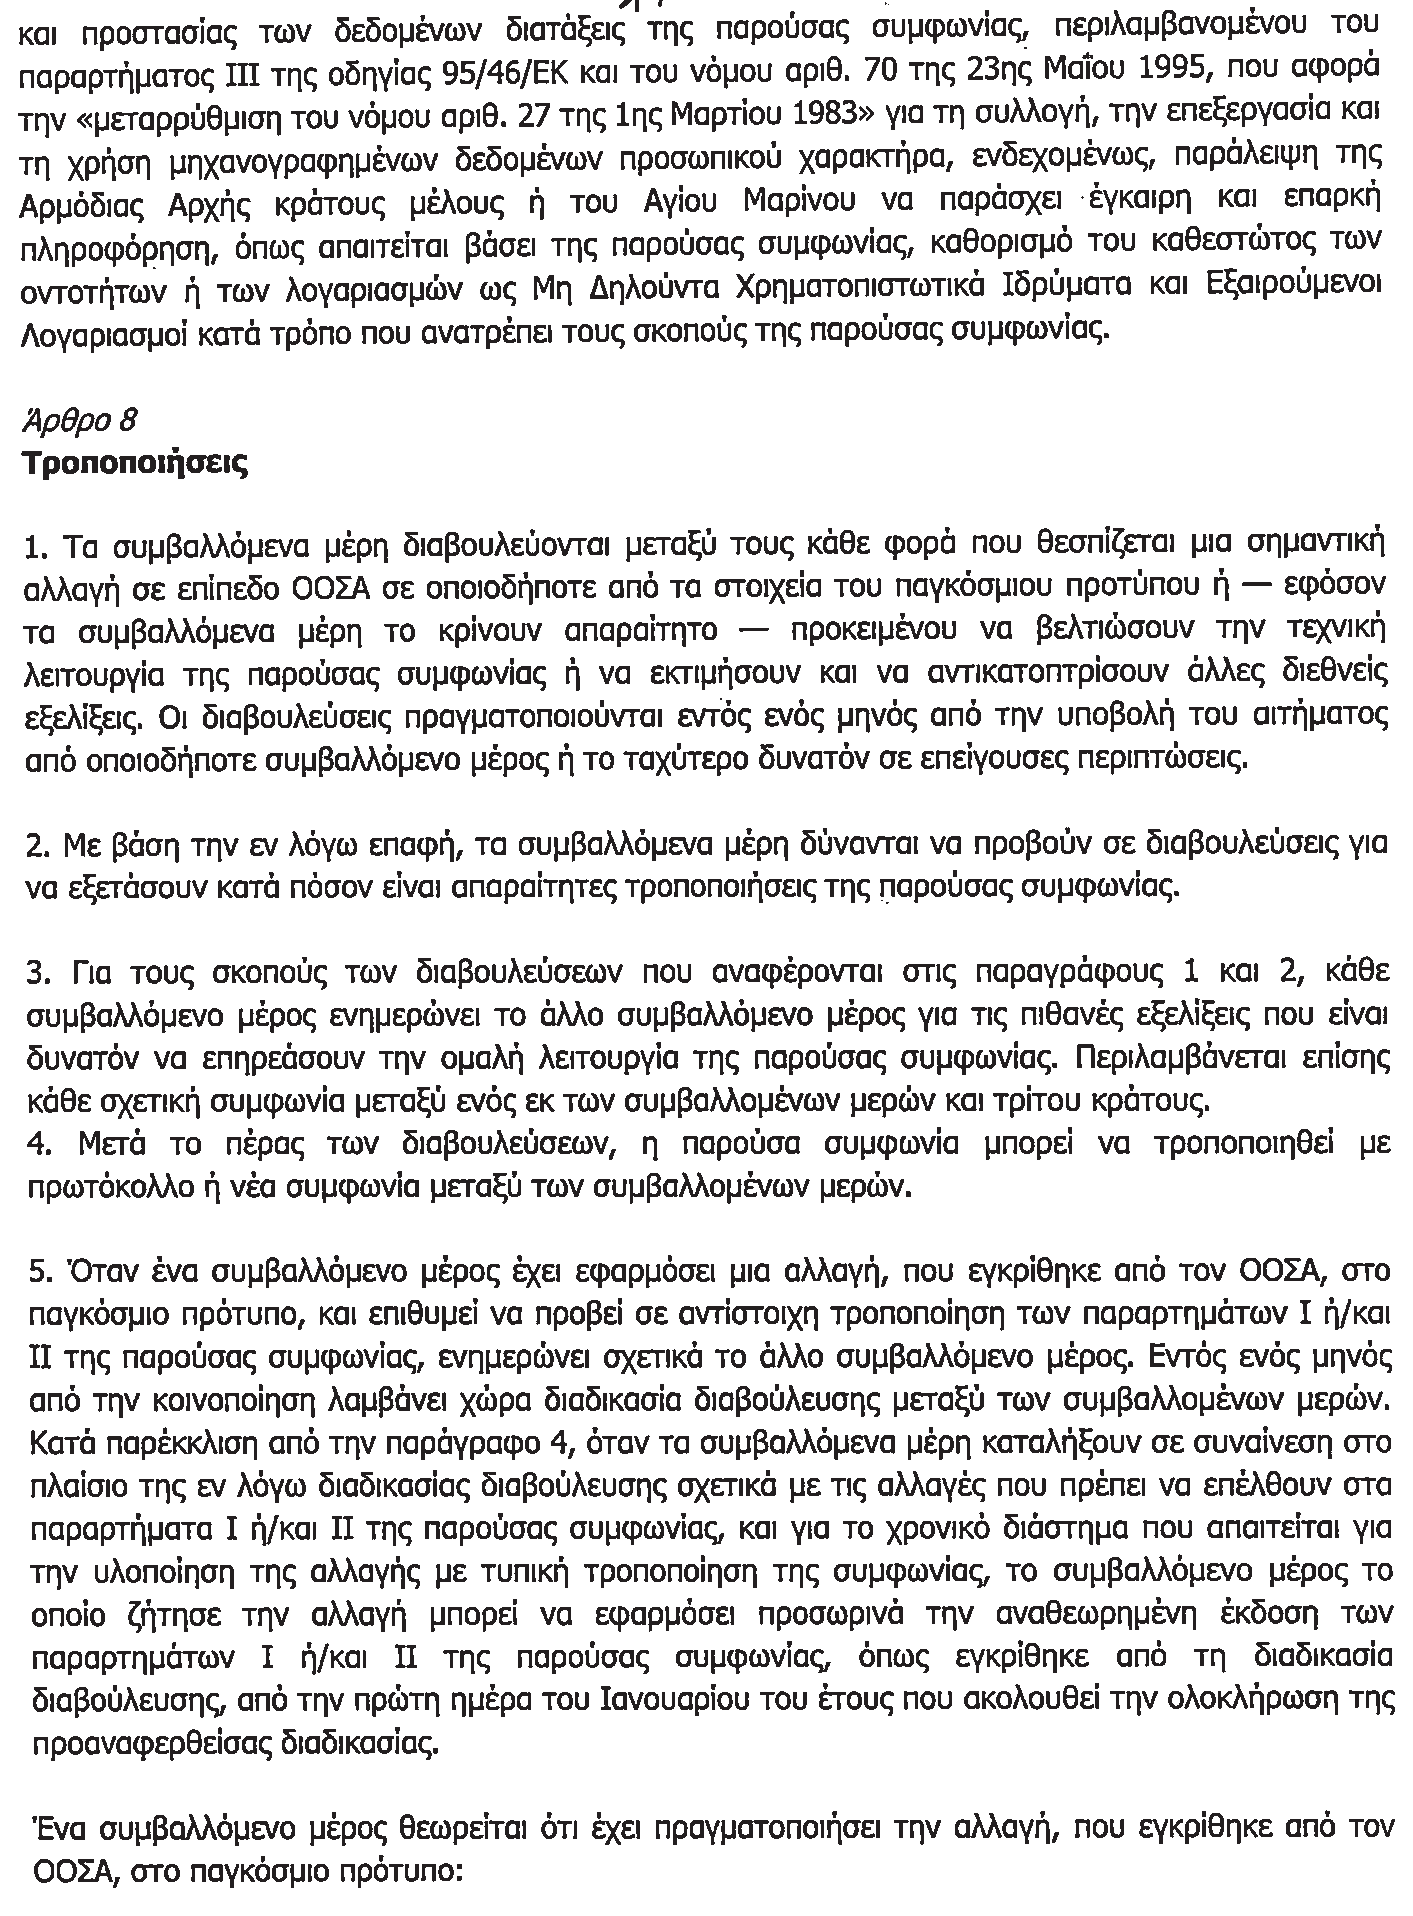 και προστασίας των δεδομένων διατάξεις της παρούσας συμφωνίας, περιλαμβανομένου του
παραρτήματος III της οδηγίας 95/46/ΕΚ και του νόμου αριθ. 70 της 23ης Μαΐου 1995, που αφορά
την «μεταρρύθμιση του νόμου αριθ. 27 της 1ης Μαρτίου 1983» για τη συλλογή, την επεξεργασία και
τη χρήση μηχανογραφημένων δεδομένων προσωπικού χαρακτήρα, ενδεχομένως, παράλειψη της
Αρμόδιας Αρχής κράτους μέλους ή του Αγίου Μαρίνου να παράσχει έγκαιρη και επαρκή
πληροφόρηση, όπως απαιτείται βάσει της παρούσας συμφωνίας, καθορισμό του καθεστώτος των
οντοτήτων ή των λογαριασμών ως Μη Δηλούντα Χρηματοπιστωτικά Ιδρύματα και Εξαιρούμενοι
Λογαριασμοί κατά τρόπο που ανατρέπει τους σκοπούς της παρούσας συμφωνίας.
Άρθρο 8
Τροποποιήσεις
1. Τα συμβαλλόμενα μέρη διαβουλεύονται μεταξύ τους κάθε φορά που θεσπίζεται μια σημαντική
αλλαγή σε επίπεδο ΟΟΣΑ σε οποιοδήποτε από τα στοιχεία του παγκόσμιου προτύπου ή — εφόσον
τα συμβαλλόμενα μέρη το κρίνουν απαραίτητο — προκειμένου να βελτιώσουν την τεχνική
λειτουργία της παρούσας συμφωνίας ή να εκτιμήσουν και να αντικατοπτρίσουν άλλες διεθνείς
εξελίξεις. Οι διαβουλεύσεις πραγματοποιούνται εντός ενός μηνός από την υποβολή του αιτήματος
από οποιοδήποτε συμβαλλόμενο μέρος ή το ταχύτερο δυνατόν σε επείγουσες περιπτώσεις.
2. Με βάση την εν λόγω επαφή, τα συμβαλλόμενα μέρη δύνανται να προβούν σε διαβουλεύσεις για
να εξετάσουν κατά πόσον είναι απαραίτητες τροποποιήσεις της παρούσας συμφωνίας.
3. Για τους σκοπούς των διαβουλεύσεων που αναφέρονται στις παραγράφους 1 και 2, κάθε
συμβαλλόμενο μέρος ενημερώνει το άλλο συμβαλλόμενο μέρος για τις πιθανές εξελίξεις που είναι
δυνατόν να επηρεάσουν την ομαλή λειτουργία της παρούσας συμφωνίας. Περιλαμβάνεται επίσης
κάθε σχετική συμφωνία μεταξύ ενός εκ των συμβαλλομένων μερών και τρίτου κράτους.
4. Μετά το πέρας των διαβουλεύσεων, η παρούσα συμφωνία μπορεί να τροποποιηθεί με
πρωτόκολλο ή νέα συμφωνία μεταξύ των συμβαλλομένων μερών.
5. Όταν ένα συμβαλλόμενο μέρος έχει εφαρμόσει μια αλλαγή, που εγκρίθηκε από τον ΟΟΣΑ, στο
παγκόσμιο πρότυπο, και επιθυμεί να προβεί σε αντίστοιχη τροποποίηση των παραρτημάτων I ή/και
II της παρούσας συμφωνίας, ενημερώνει σχετικά το άλλο συμβαλλόμενο μέρος. Εντός ενός μηνός
από την κοινοποίηση λαμβάνει χώρα διαδικασία διαβούλευσης μεταξύ των συμβαλλομένων μερών.
Κατά παρέκκλιση από την παράγραφο 4, όταν τα συμβαλλόμενα μέρη καταλήξουν σε συναίνεση στο
πλαίσιο της εν λόγω διαδικασίας διαβούλευσης σχετικά με τις αλλαγές που πρέπει να επέλθουν στα
παραρτήματα I ή/και II της παρούσας συμφωνίας, και για το χρονικό διάστημα που απαιτείται για
την υλοποίηση της αλλαγής με τυπική τροποποίηση της συμφωνίας, το συμβαλλόμενο μέρος το
οποίο ζήτησε την αλλαγή μπορεί να εφαρμόσει προσωρινά την αναθεωρημένη έκδοση των
παραρτημάτων I ή/και II της παρούσας συμφωνίας, όπως εγκρίθηκε από τη διαδικασία
διαβούλευσης, από την πρώτη ημέρα του Ιανουαρίου του έτους που ακολουθεί την ολοκλήρωση της
προαναφερθείσας διαδικασίας.
Ένα συμβαλλόμενο μέρος θεωρείται ότι έχει πραγματοποιήσει την αλλαγή, που εγκρίθηκε από τον
ΟΟΣΑ, στο παγκόσμιο πρότυπο: